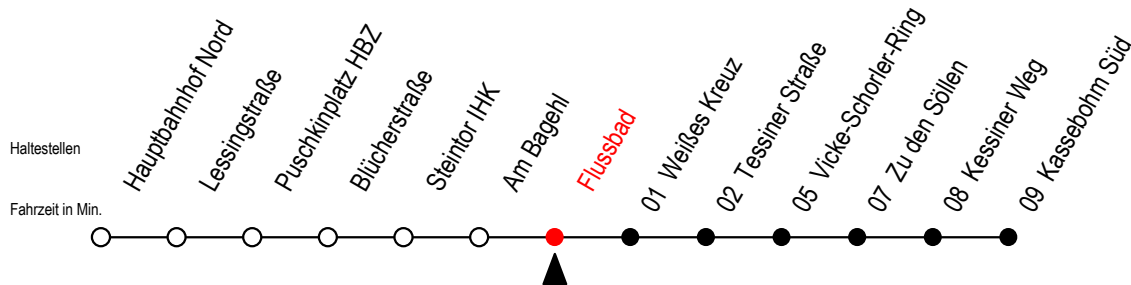 Haltestellen
Fahrzeit in Min.
Hauptbahnhof Nord
Lessingstraße
Puschkinplatz HBZ
Blücherstraße
Steintor IHK
Am Bagehl
Flussbad
01 Weißes Kreuz
02 Tessiner Straße
05 Vicke-Schorler-Ring
07 Zu den Söllen
08 Kessiner Weg
09 Kassebohm Süd